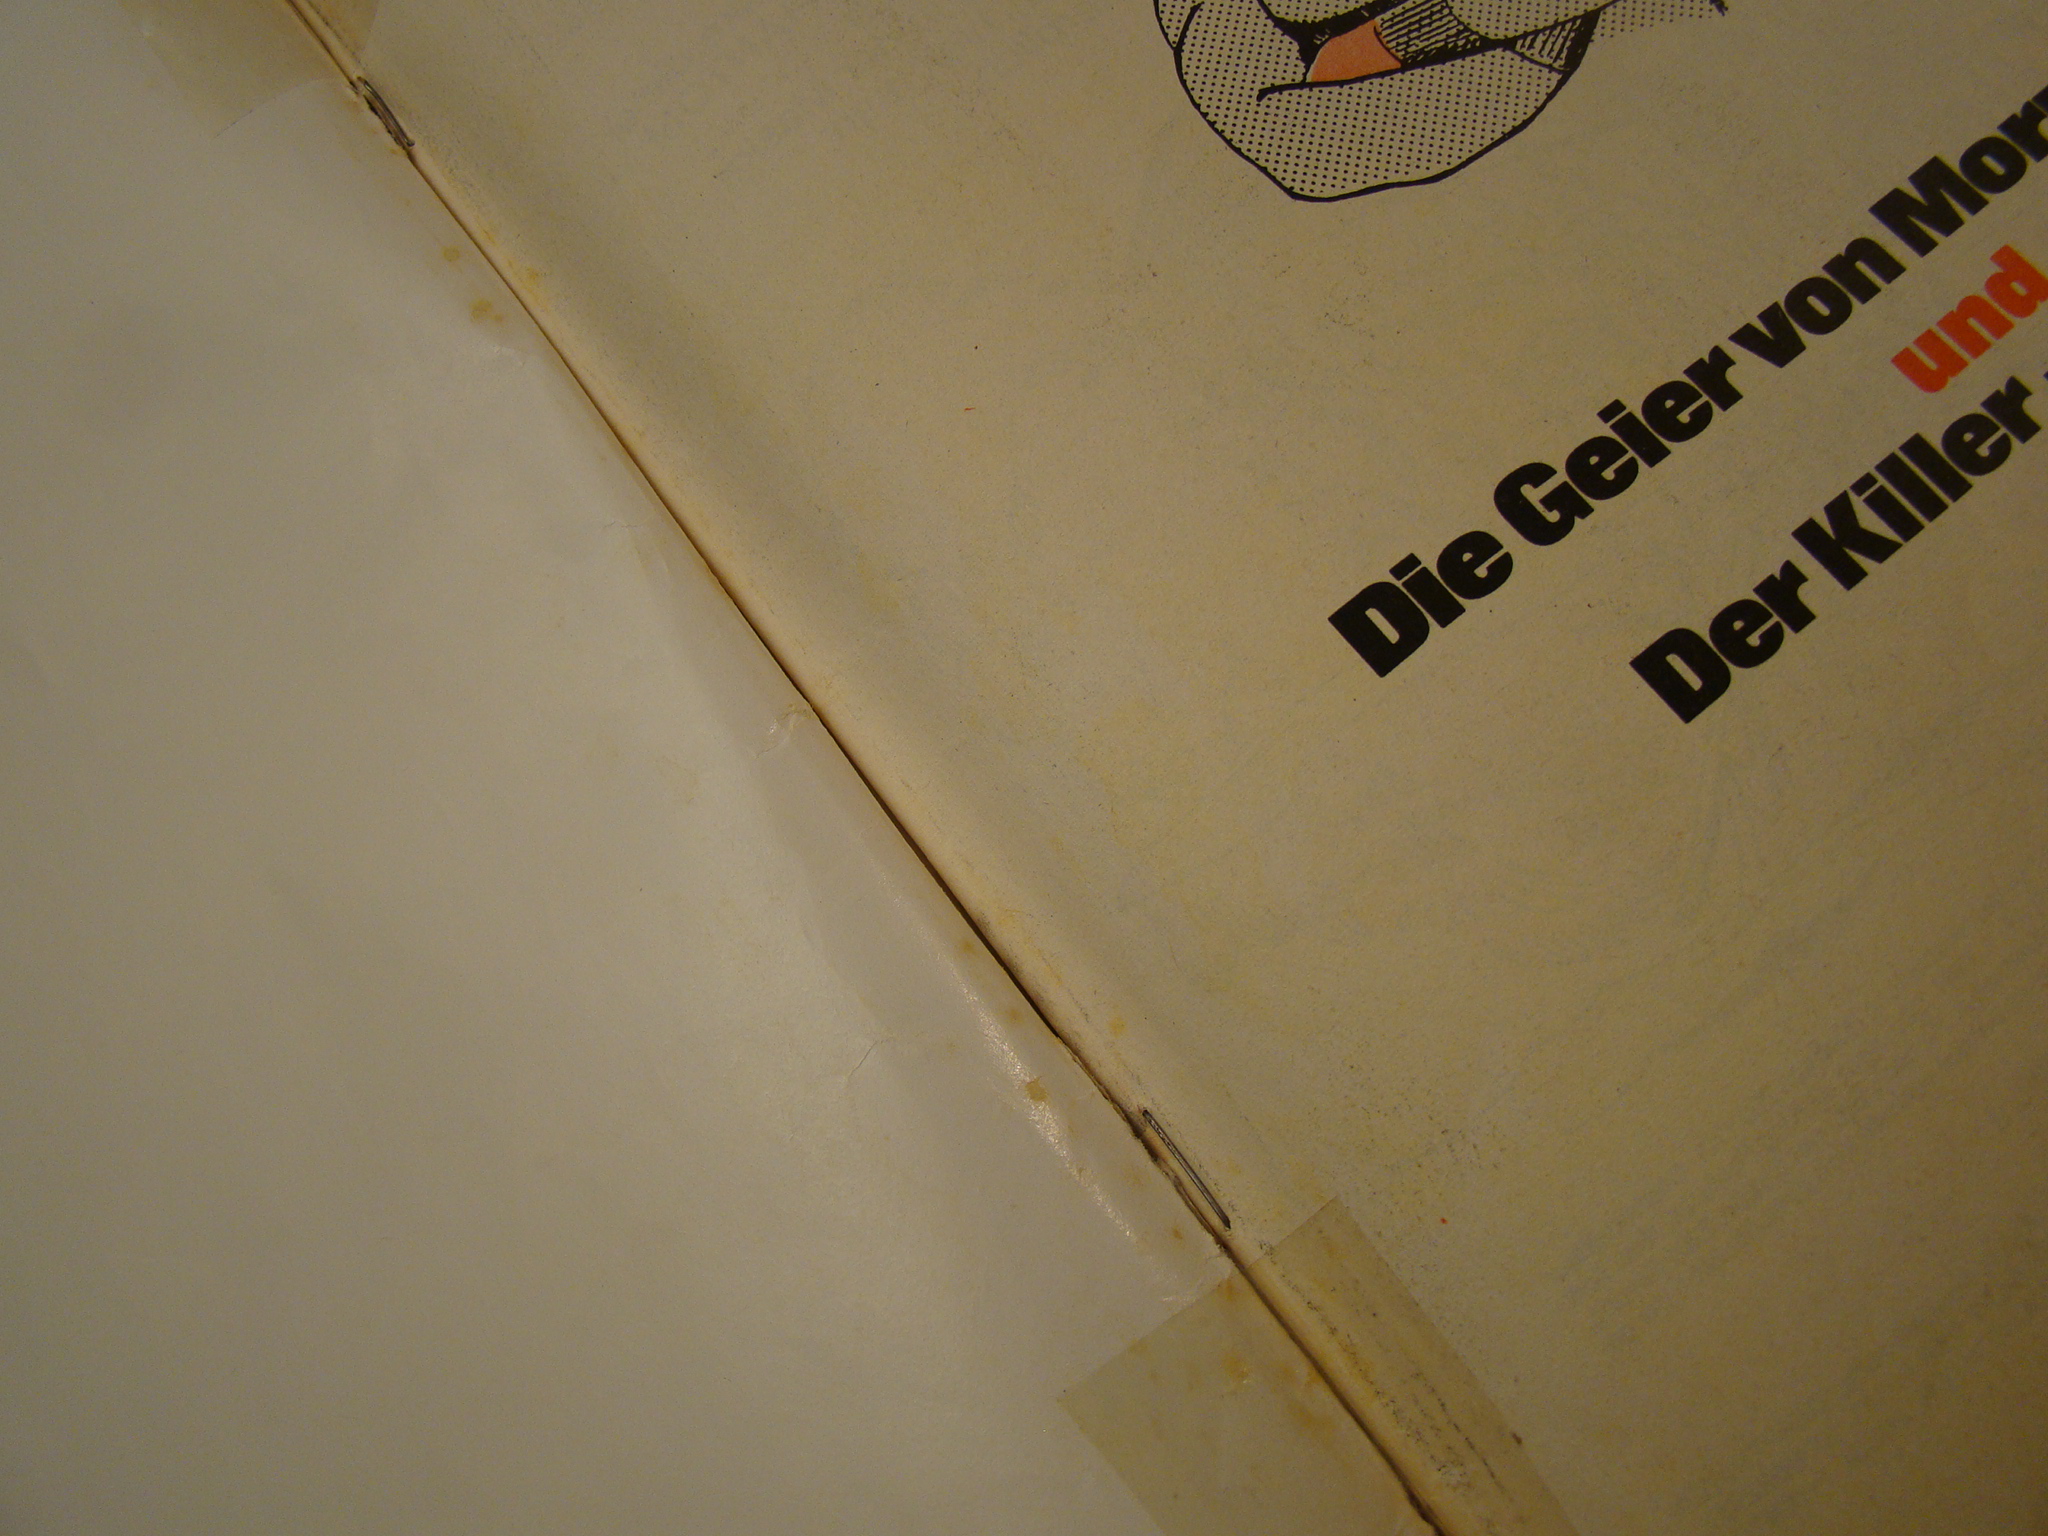 Die Geier von Mor
und
Der Killer